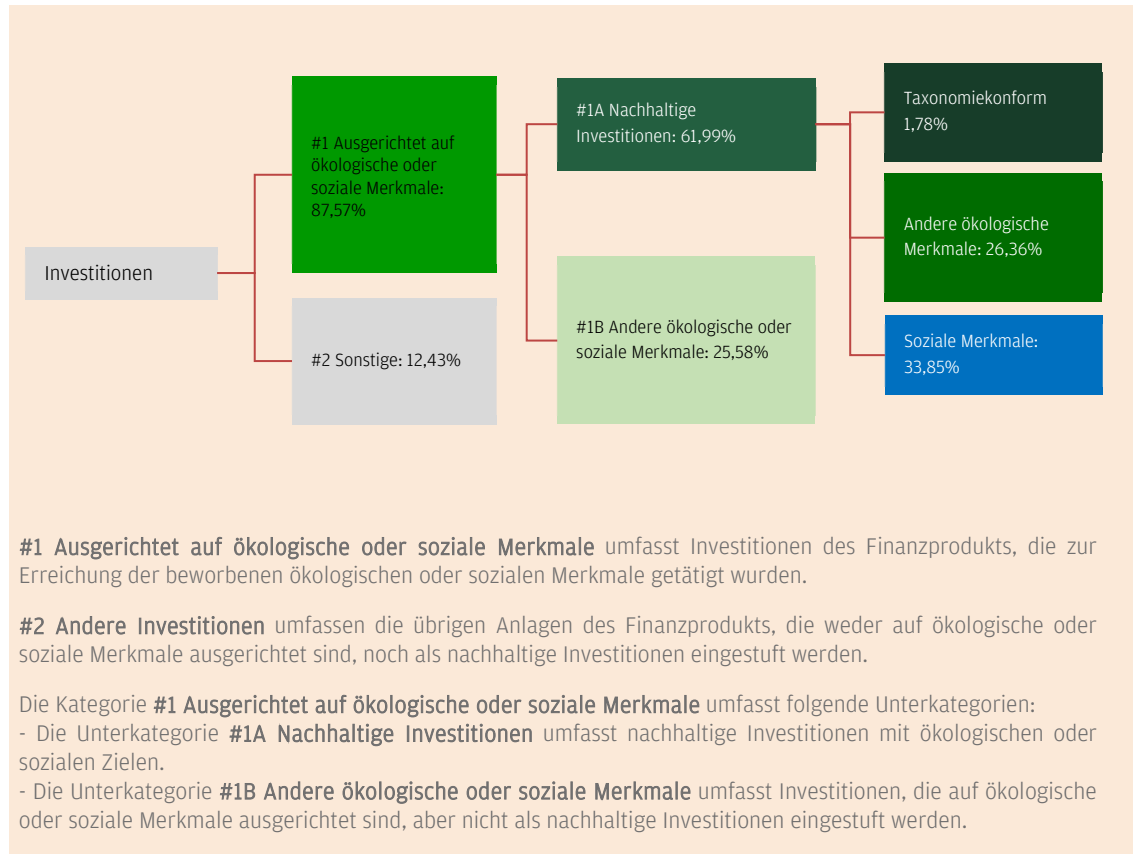 Investitionen
#1 Ausgerichtet auf
ökologische oder
soziale Merkmale:
87,57%
#2 Sonstige: 12,43%
#1A Nachhaltige
Investitionen: 61,99%
#1B Andere ökologische oder
soziale Merkmale: 25,58%
Taxonomiekonform
1,78%
Andere ökologische
Merkmale: 26,36%
Soziale Merkmale:
33,85%
#1 Ausgerichtet auf ökologische oder soziale Merkmale umfasst Investitionen des Finanzprodukts, die zur
Erreichung der beworbenen ökologischen oder sozialen Merkmale getätigt wurden.
#2 Andere Investitionen umfassen die übrigen Anlagen des Finanzprodukts, die weder auf ökologische oder
soziale Merkmale ausgerichtet sind, noch als nachhaltige Investitionen eingestuft werden.
Die Kategorie #1 Ausgerichtet auf ökologische oder soziale Merkmale umfasst folgende Unterkategorien:
- Die Unterkategorie #1A Nachhaltige Investitionen umfasst nachhaltige Investitionen mit ökologischen oder
sozialen Zielen.
- Die Unterkategorie #1B Andere ökologische oder soziale Merkmale umfasst Investitionen, die auf ökologische
oder soziale Merkmale ausgerichtet sind, aber nicht als nachhaltige Investitionen eingestuft werden.